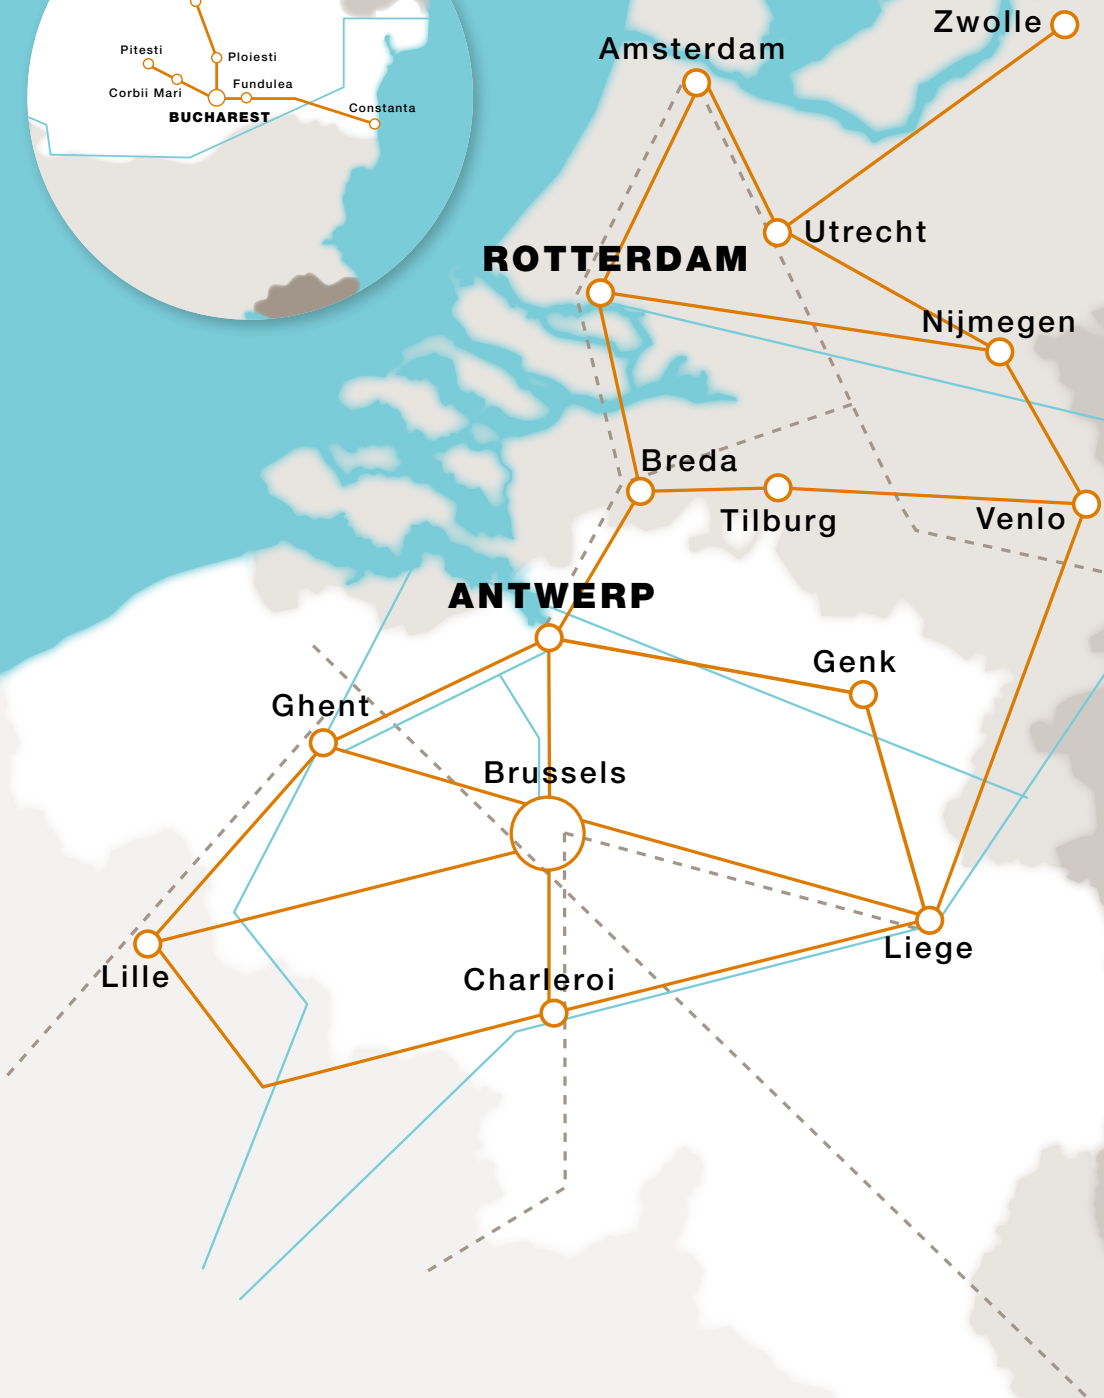 Zwolle
Amsterdam
Pitesti
Ploiesti
Corbii Mari
Fundulea
Constanta
BUCHAREST
Utrecht
ROTTERDAM
Nijmegen
Breda
Tilburg
Venlo
ANTWERP
Genk
Ghent
Brussels
Liege
Lille
Charleroi